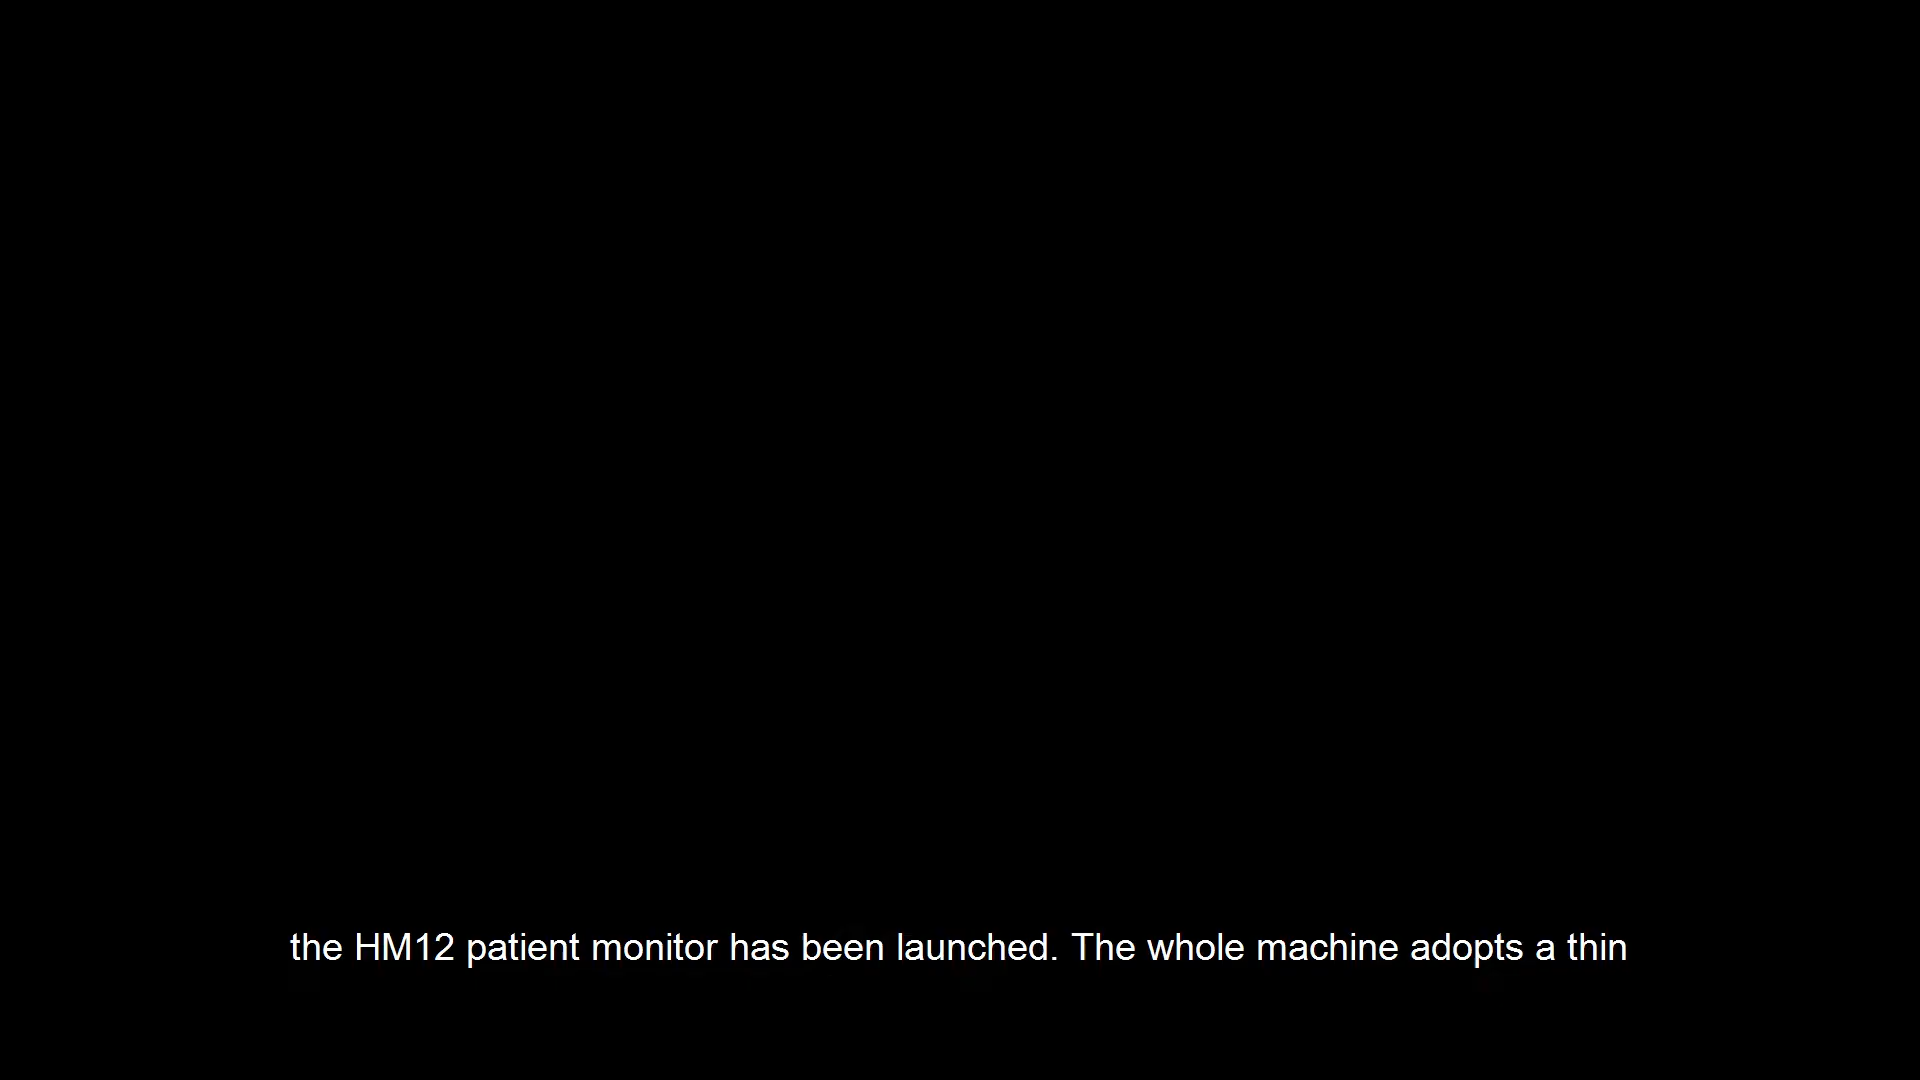 the HM12 patient monitor has been launched. The whole machine adopts a thin